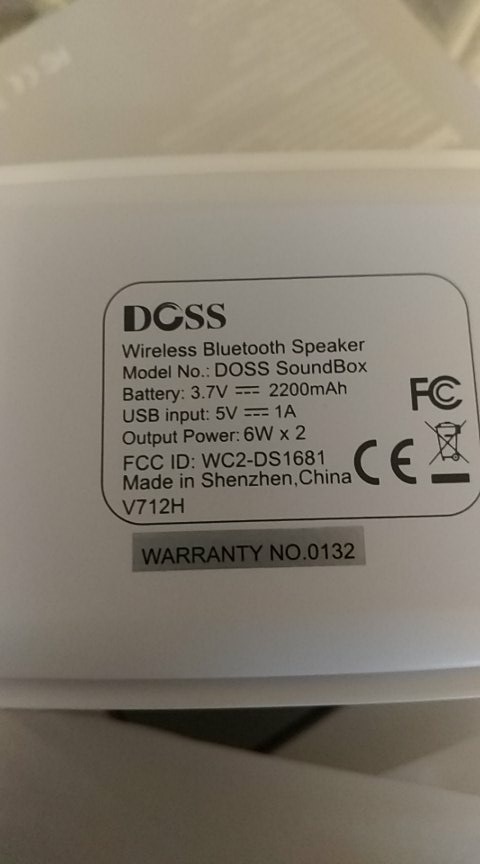 DOSS
Wireless Bluetooth Speaker
Model No.: DOSS SoundBox
Battery: 3.7V ⎓ 2200mAh
USB input: 5V ⎓ 1A
Output Power: 6W x 2
FCC ID: WC2-DS1681
Made in Shenzhen,China
V712H
FC
CE
WARRANTY NO.0132